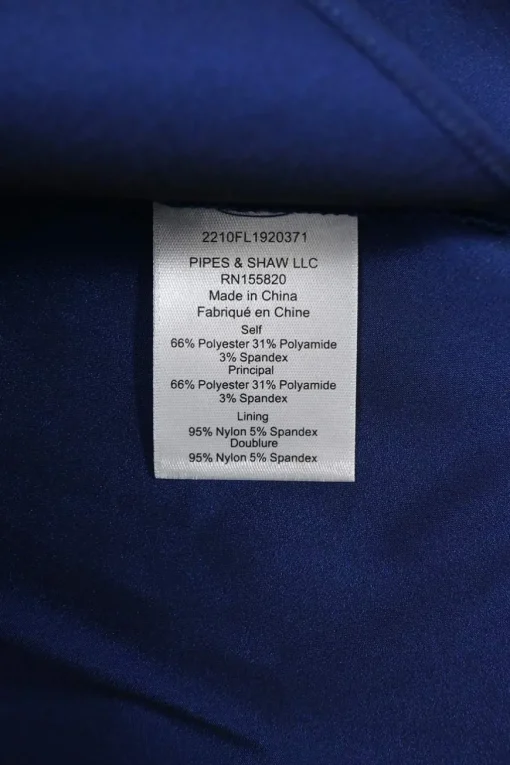 2210FL1920371
PIPES & SHAW LLC
RN155820
Made in China
Fabriqué en Chine
Self
66% Polyester 31% Polyamide
3% Spandex
Principal
66% Polyester 31% Polyamide
3% Spandex
Lining
95% Nylon 5% Spandex
Doublure
95% Nylon 5% Spandex